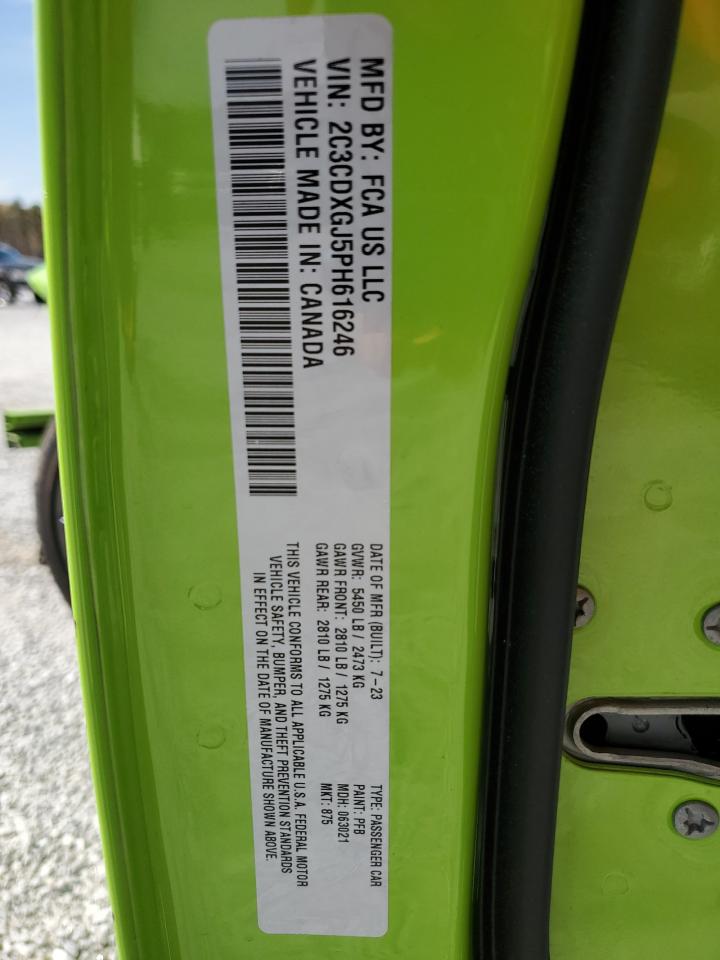 MFD BY: FCA US LLC
VIN: 2C3CDXGJ5PH616246
VEHICLE MADE IN: CANADA
DATE OF MFR (BUILT): 7-23
GVWR: 5450 LB / 2473 KG
GAWR FRONT: 2810 LB / 1275 KG
GAWR REAR: 2810 LB / 1275 KG
THIS VEHICLE CONFORMS TO ALL APPLICABLE U.S.A. FEDERAL MOTOR
VEHICLE SAFETY, BUMPER, AND THEFT PREVENTION STANDARDS
IN EFFECT ON THE DATE OF MANUFACTURE SHOWN ABOVE.
TYPE: PASSENGER CAR
PAINT: PFB
MDH: 063021
MKT: 875